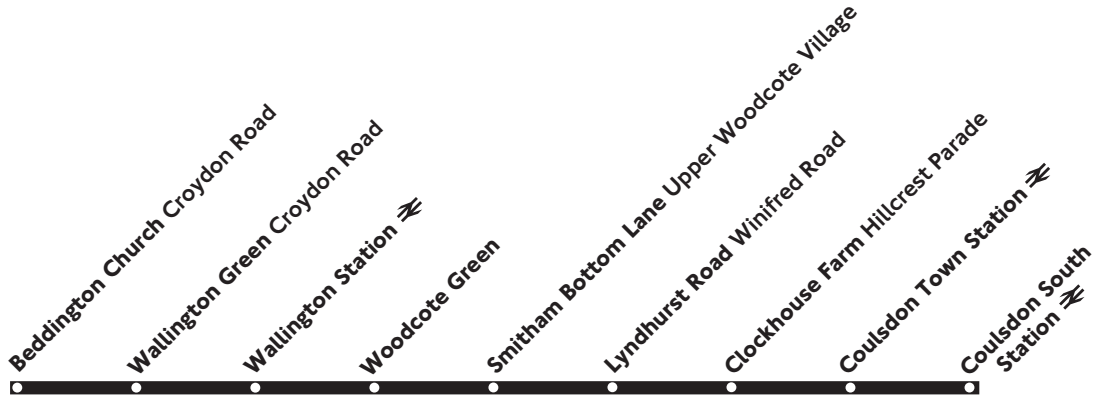 Beddington Church Croydon Road
Wallington Green Croydon Road
Wallington Station
Woodcote Green
Smitham Bottom Lane Upper Woodcote Village
Lyndhurst Road Winifred Road
Clockhouse Farm Hillcrest Parade
Coulsdon Town Station
Coulsdon South
Station